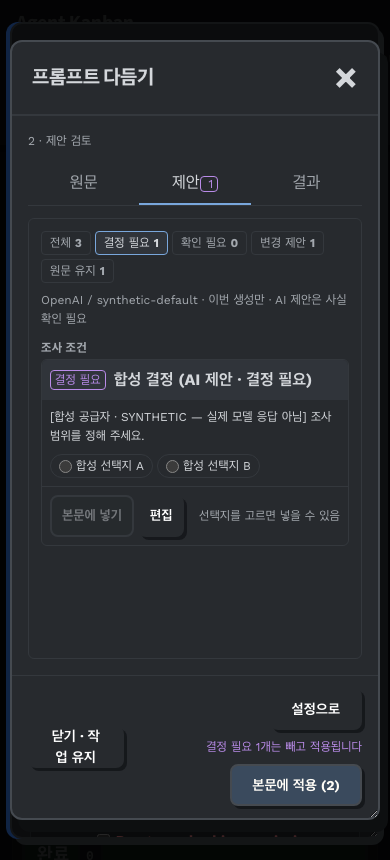 Agent Kanban
프롬프트 다듬기
2 · 제안 검토
원문
제안 1
결과
전체 3
결정 필요 1
확인 필요 0
변경 제안 1
원문 유지 1
OpenAI / synthetic-default · 이번 생성만 · AI 제안은 사실
확인 필요
조사 조건
결정 필요 합성 결정 (AI 제안 · 결정 필요)
[합성 공급자 · SYNTHETIC — 실제 모델 응답 아님] 조사
범위를 정해 주세요.
합성 선택지 A
합성 선택지 B
본문에 넣기
편집
선택지를 고르면 넣을 수 있음
설정으로
닫기 · 작
업 유지
결정 필요 1개는 빼고 적용됩니다
본문에 적용 (2)
완료 0